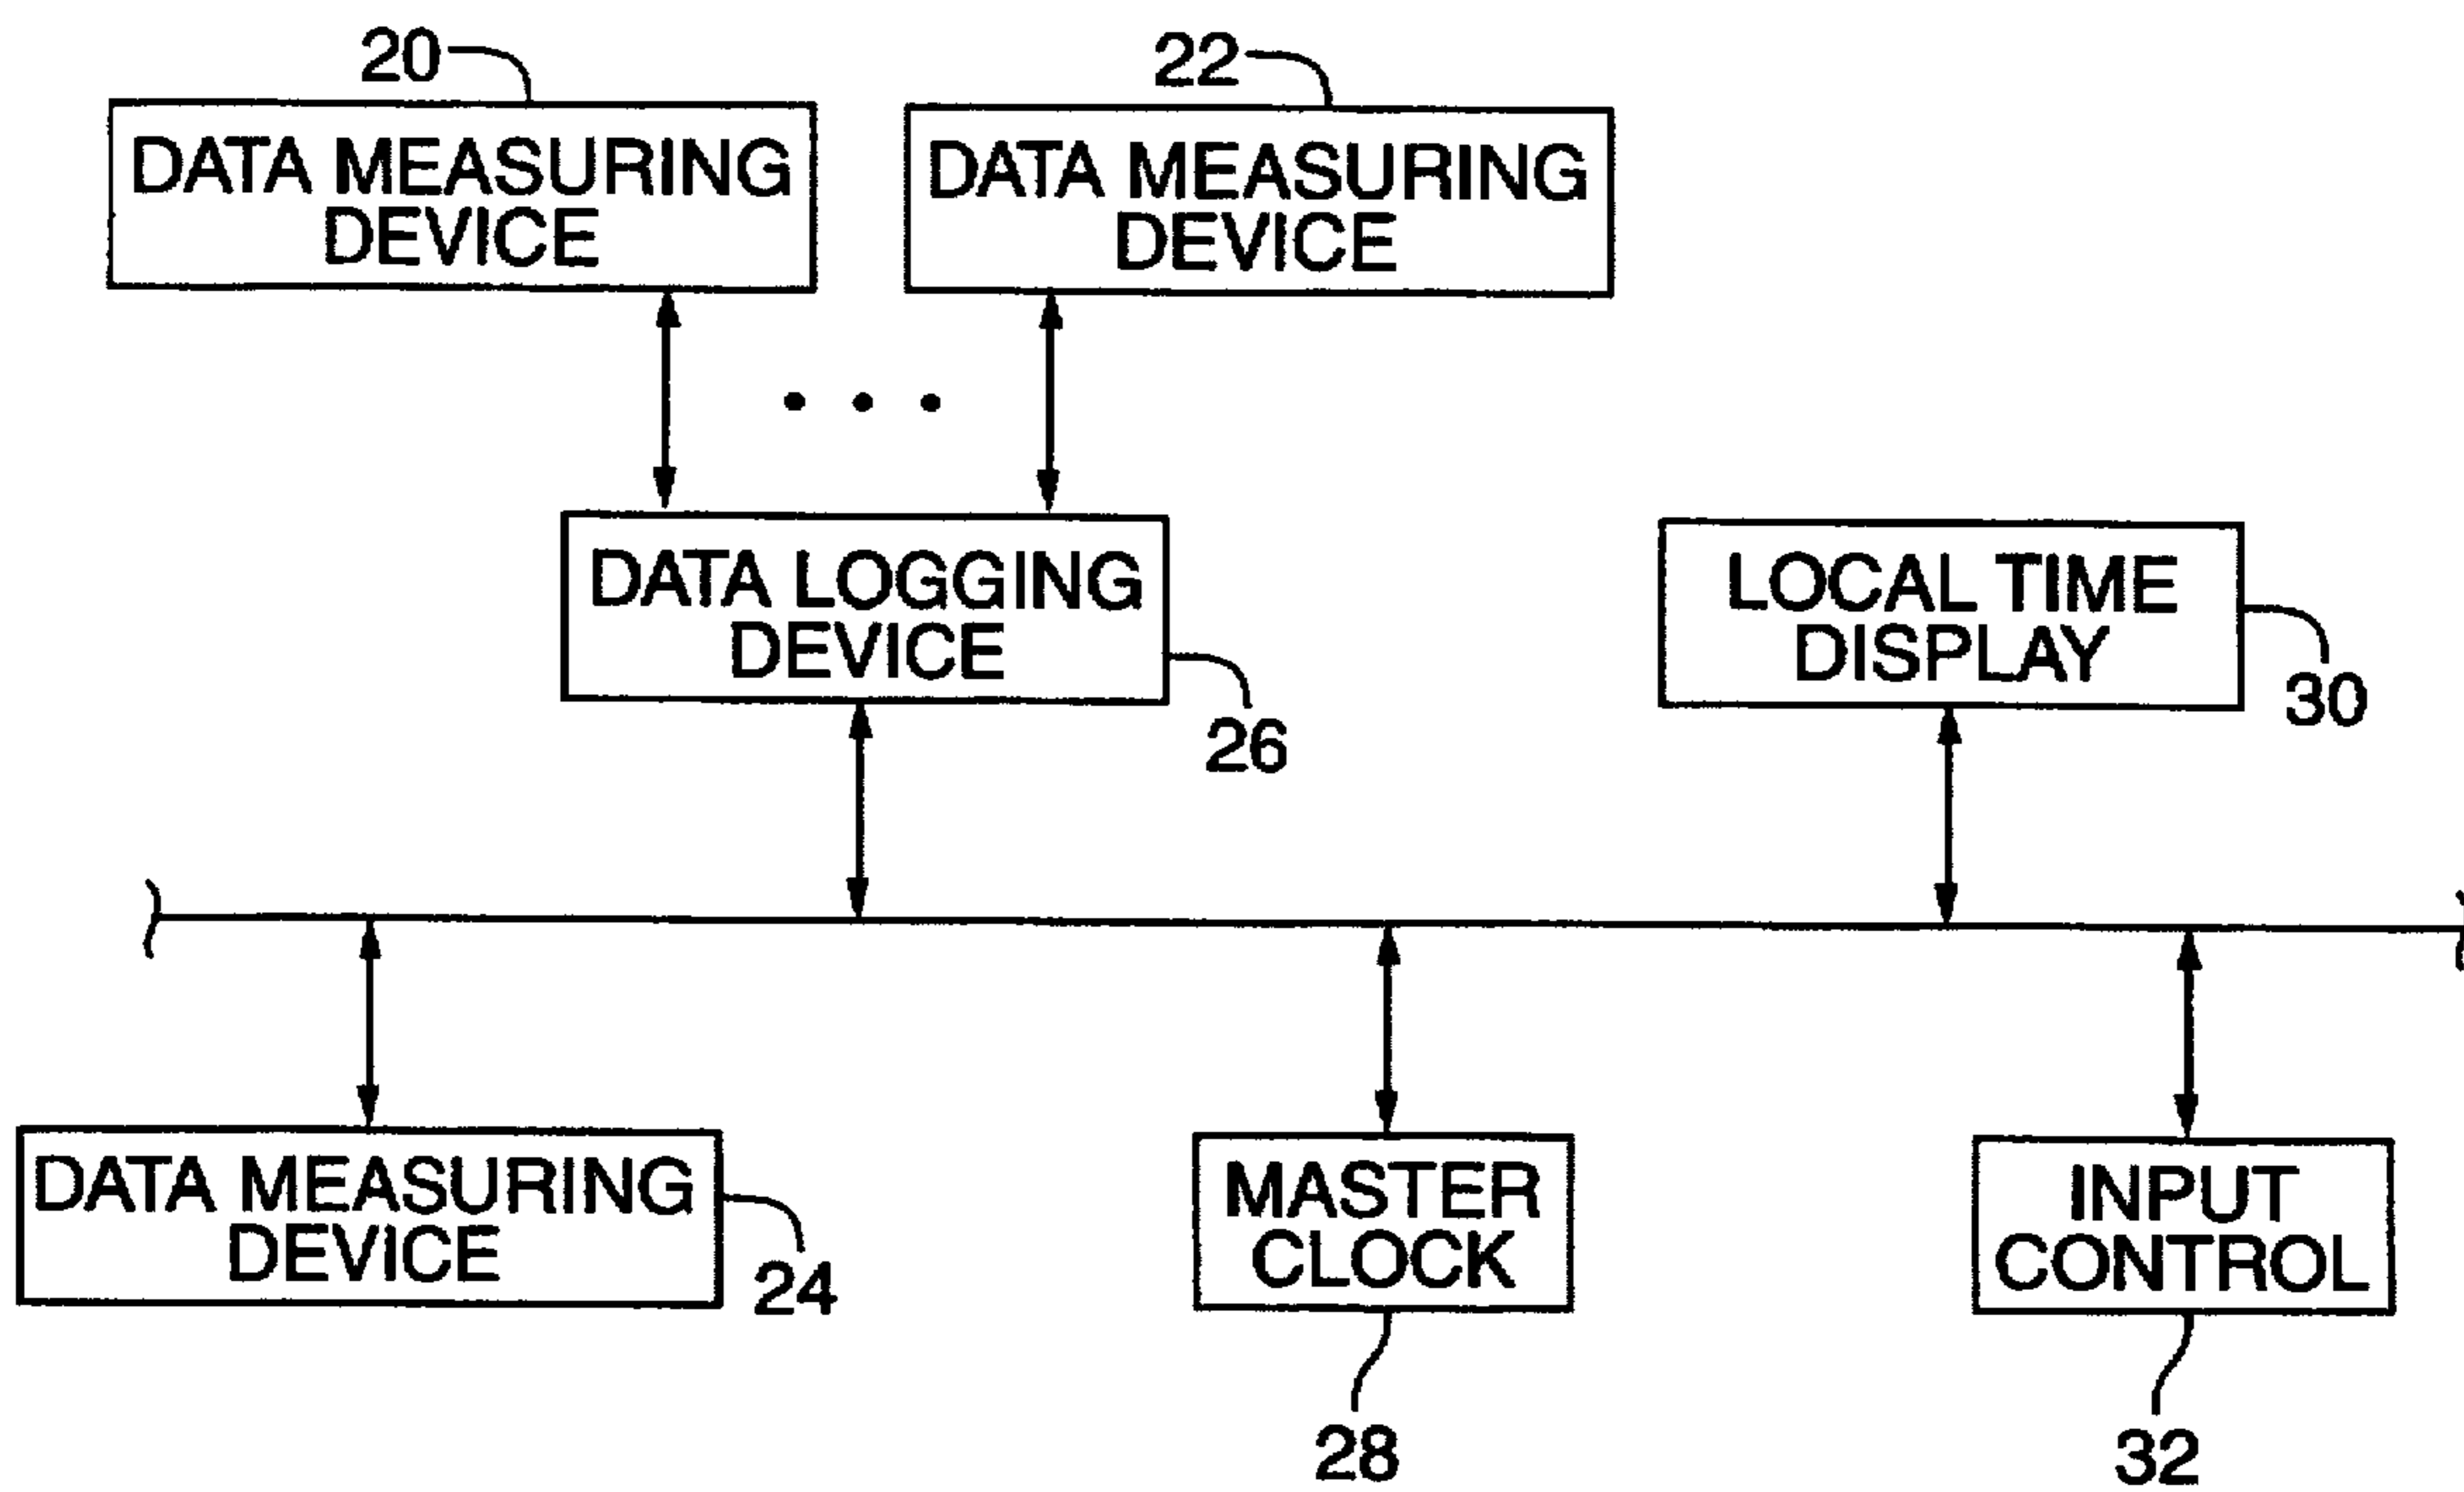 20
22
DATA MEASURING
DEVICE
DATA MEASURING
DEVICE
DATA LOGGING
DEVICE
26
LOCAL TIME
DISPLAY
30
DATA MEASURING
DEVICE
24
MASTER
CLOCK
28
INPUT
CONTROL
32